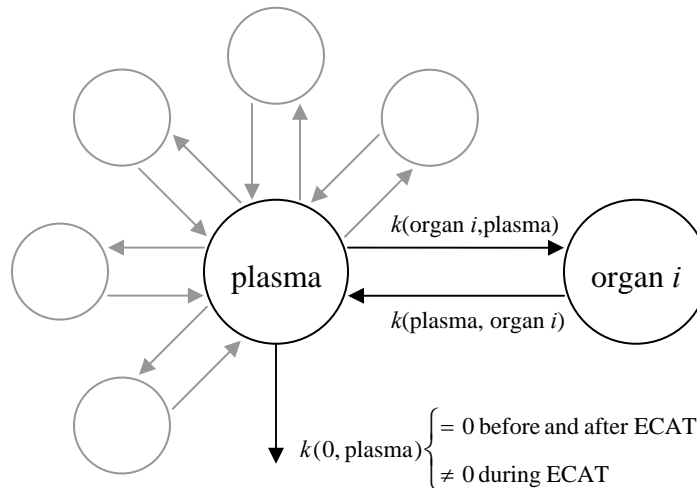 k(organ i,plasma)
plasma
organ i
k(plasma, organ i)
k(0, plasma) { = 0 before and after ECAT
≠ 0 during ECAT